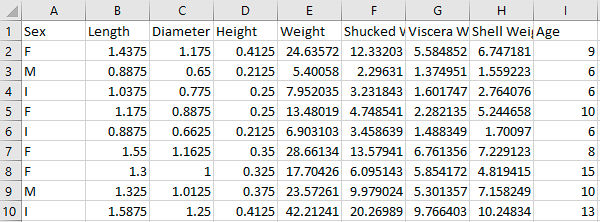 A B C D E F G H I
1 Sex Length Diameter Height Weight Shucked W Viscera W Shell Weig Age
2 F 1.4375 1.175 0.4125 24.63572 12.33203 5.584852 6.747181 9
3 M 0.8875 0.65 0.2125 5.40058 2.29631 1.374951 1.559223 6
4 I 1.0375 0.775 0.25 7.952035 3.231843 1.601747 2.764076 6
5 F 1.175 0.8875 0.25 13.48019 4.748541 2.282135 5.244658 10
6 I 0.8875 0.6625 0.2125 6.903103 3.458639 1.488349 1.70097 6
7 F 1.55 1.1625 0.35 28.66134 13.57941 6.761356 7.229123 8
8 F 1.3 1 0.325 17.70426 6.095143 5.854172 4.819415 15
9 M 1.325 1.0125 0.375 23.57261 9.979024 5.301357 7.158249 10
10 I 1.5875 1.25 0.4125 42.21241 20.26989 9.766403 10.24834 13